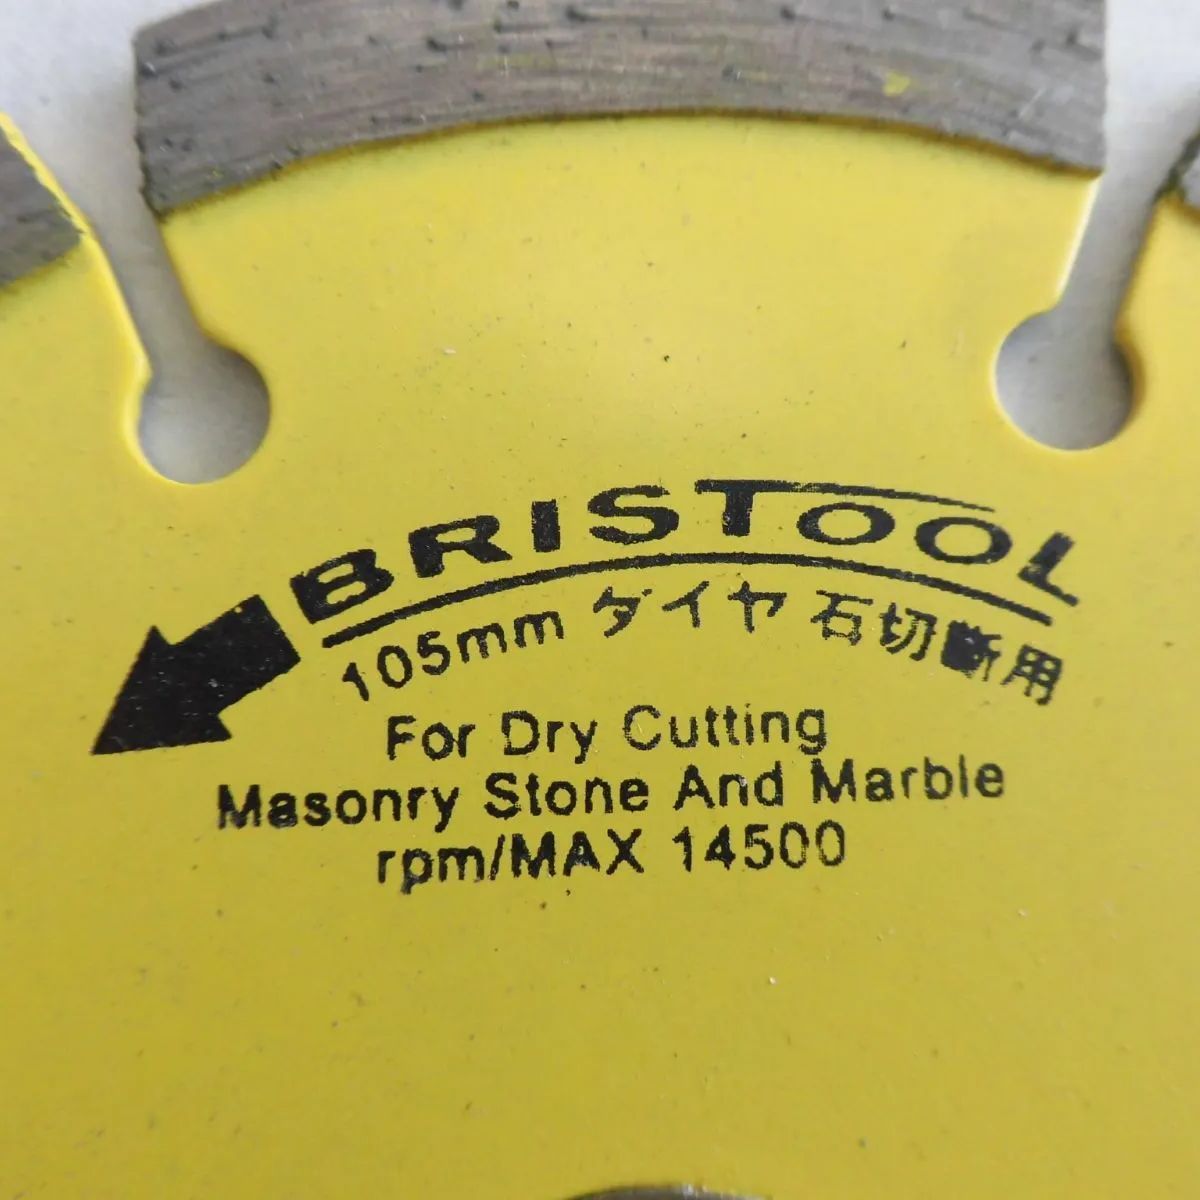 BRISTOOL
105mm ダイヤ 石切断用
For Dry Cutting
Masonry Stone And Marble
rpm/MAX 14500